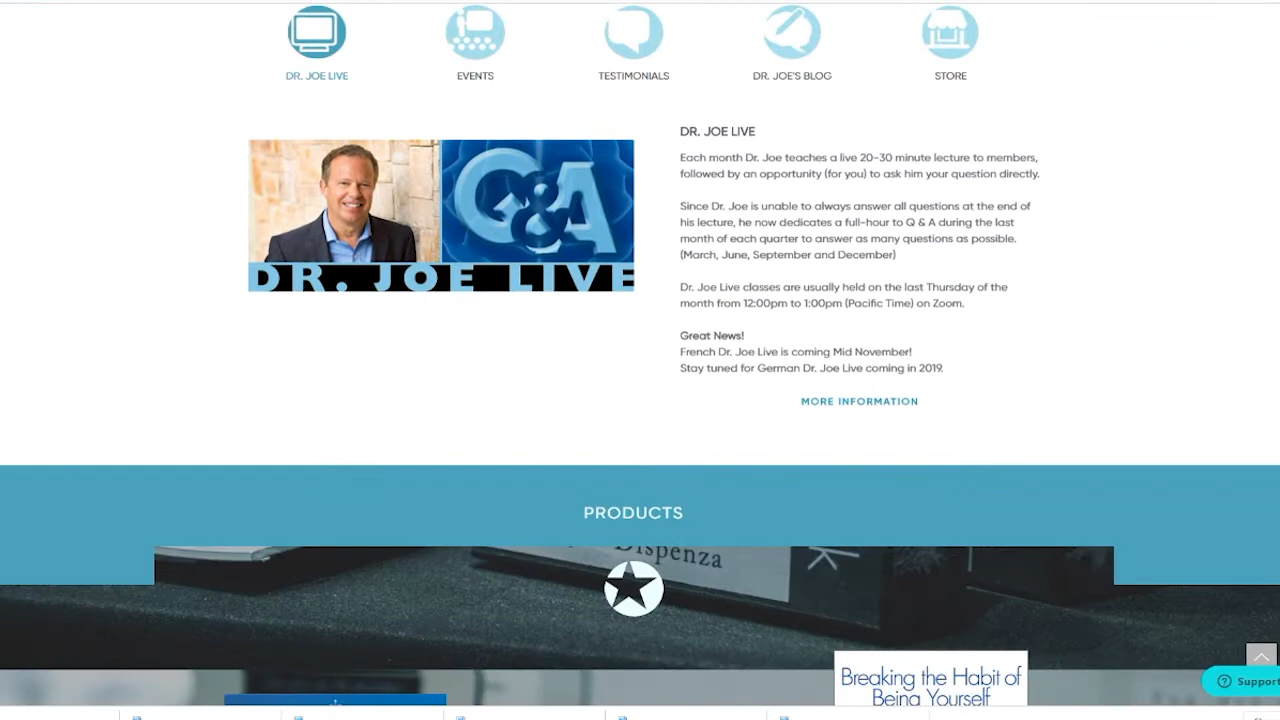 DR. JOE LIVE
EVENTS
TESTIMONIALS
DR. JOE'S BLOG
STORE
Q&A
DR. JOE LIVE
DR. JOE LIVE
Each month Dr. Joe teaches a live 20-30 minute lecture to members,
followed by an opportunity (for you) to ask him your question directly.
Since Dr. Joe is unable to always answer all questions at the end of
his lecture, he now dedicates a full-hour to Q & A during the last
month of each quarter to answer as many questions as possible.
(March, June, September and December)
Dr. Joe Live classes are usually held on the last Thursday of the
month from 12:00pm to 1:00pm (Pacific Time) on Zoom.
Great News!
French Dr. Joe Live is coming Mid November!
Stay tuned for German Dr. Joe Live coming in 2019.
MORE INFORMATION
PRODUCTS
Dispenza
K
Breaking the Habit of
Being Yourself
Support